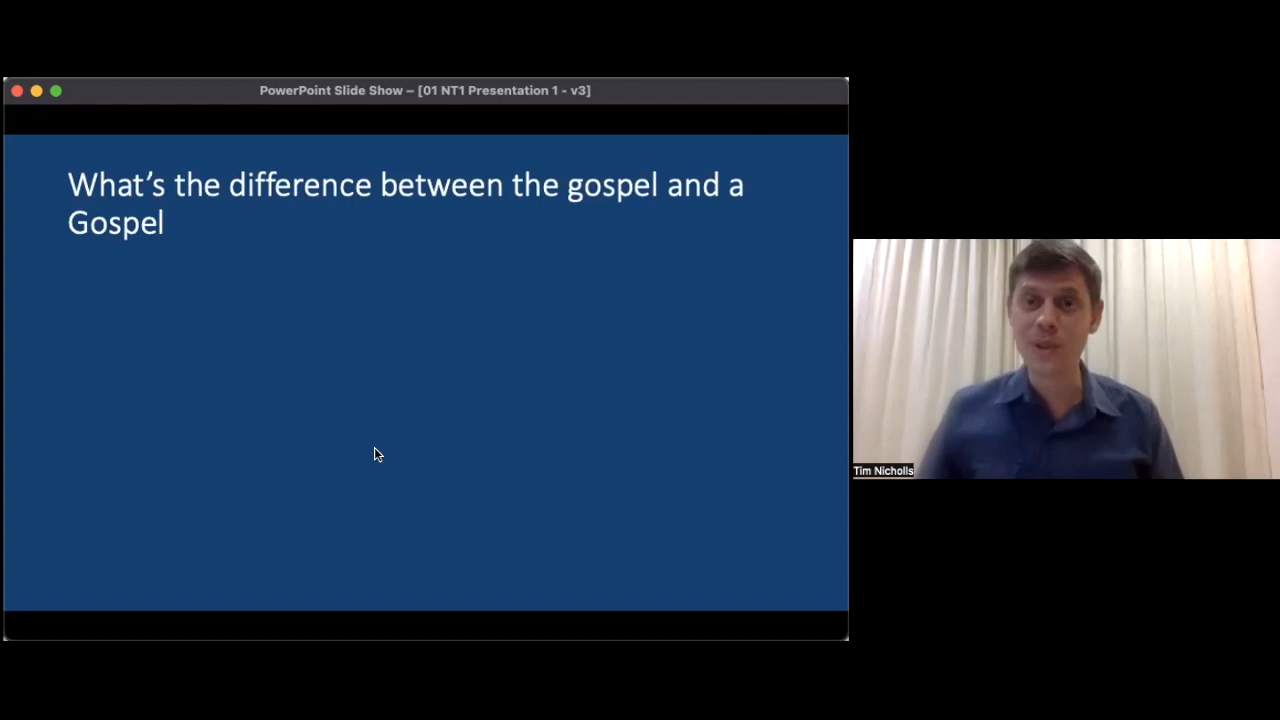 PowerPoint Slide Show – [01 NT1 Presentation 1 - v3]
What’s the difference between the gospel and a
Gospel
Tim Nicholls